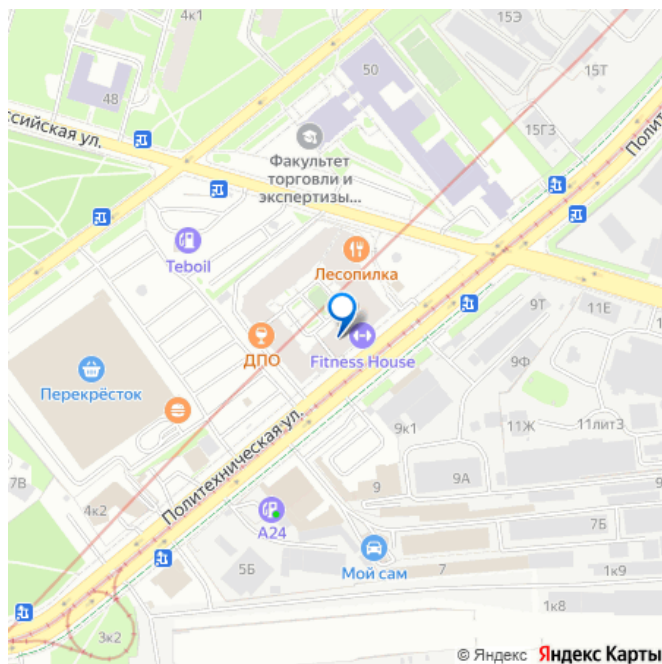 4к1
15Э
50
15Т
48
ссийская ул.
15Г3
Полит
Факультет
торговли и
экспертизы...
Teboil
Лесопилка
9Т
11Е
ДПО
Fitness House
9Ф
Перекрёсток
Политехническая ул.
9к1
11Ж
11лит3
7В
9
9А
4к2
А24
7Б
5Б
Мой сам
7
1к9
1к8
3к2
© Яндекс Яндекс Карты